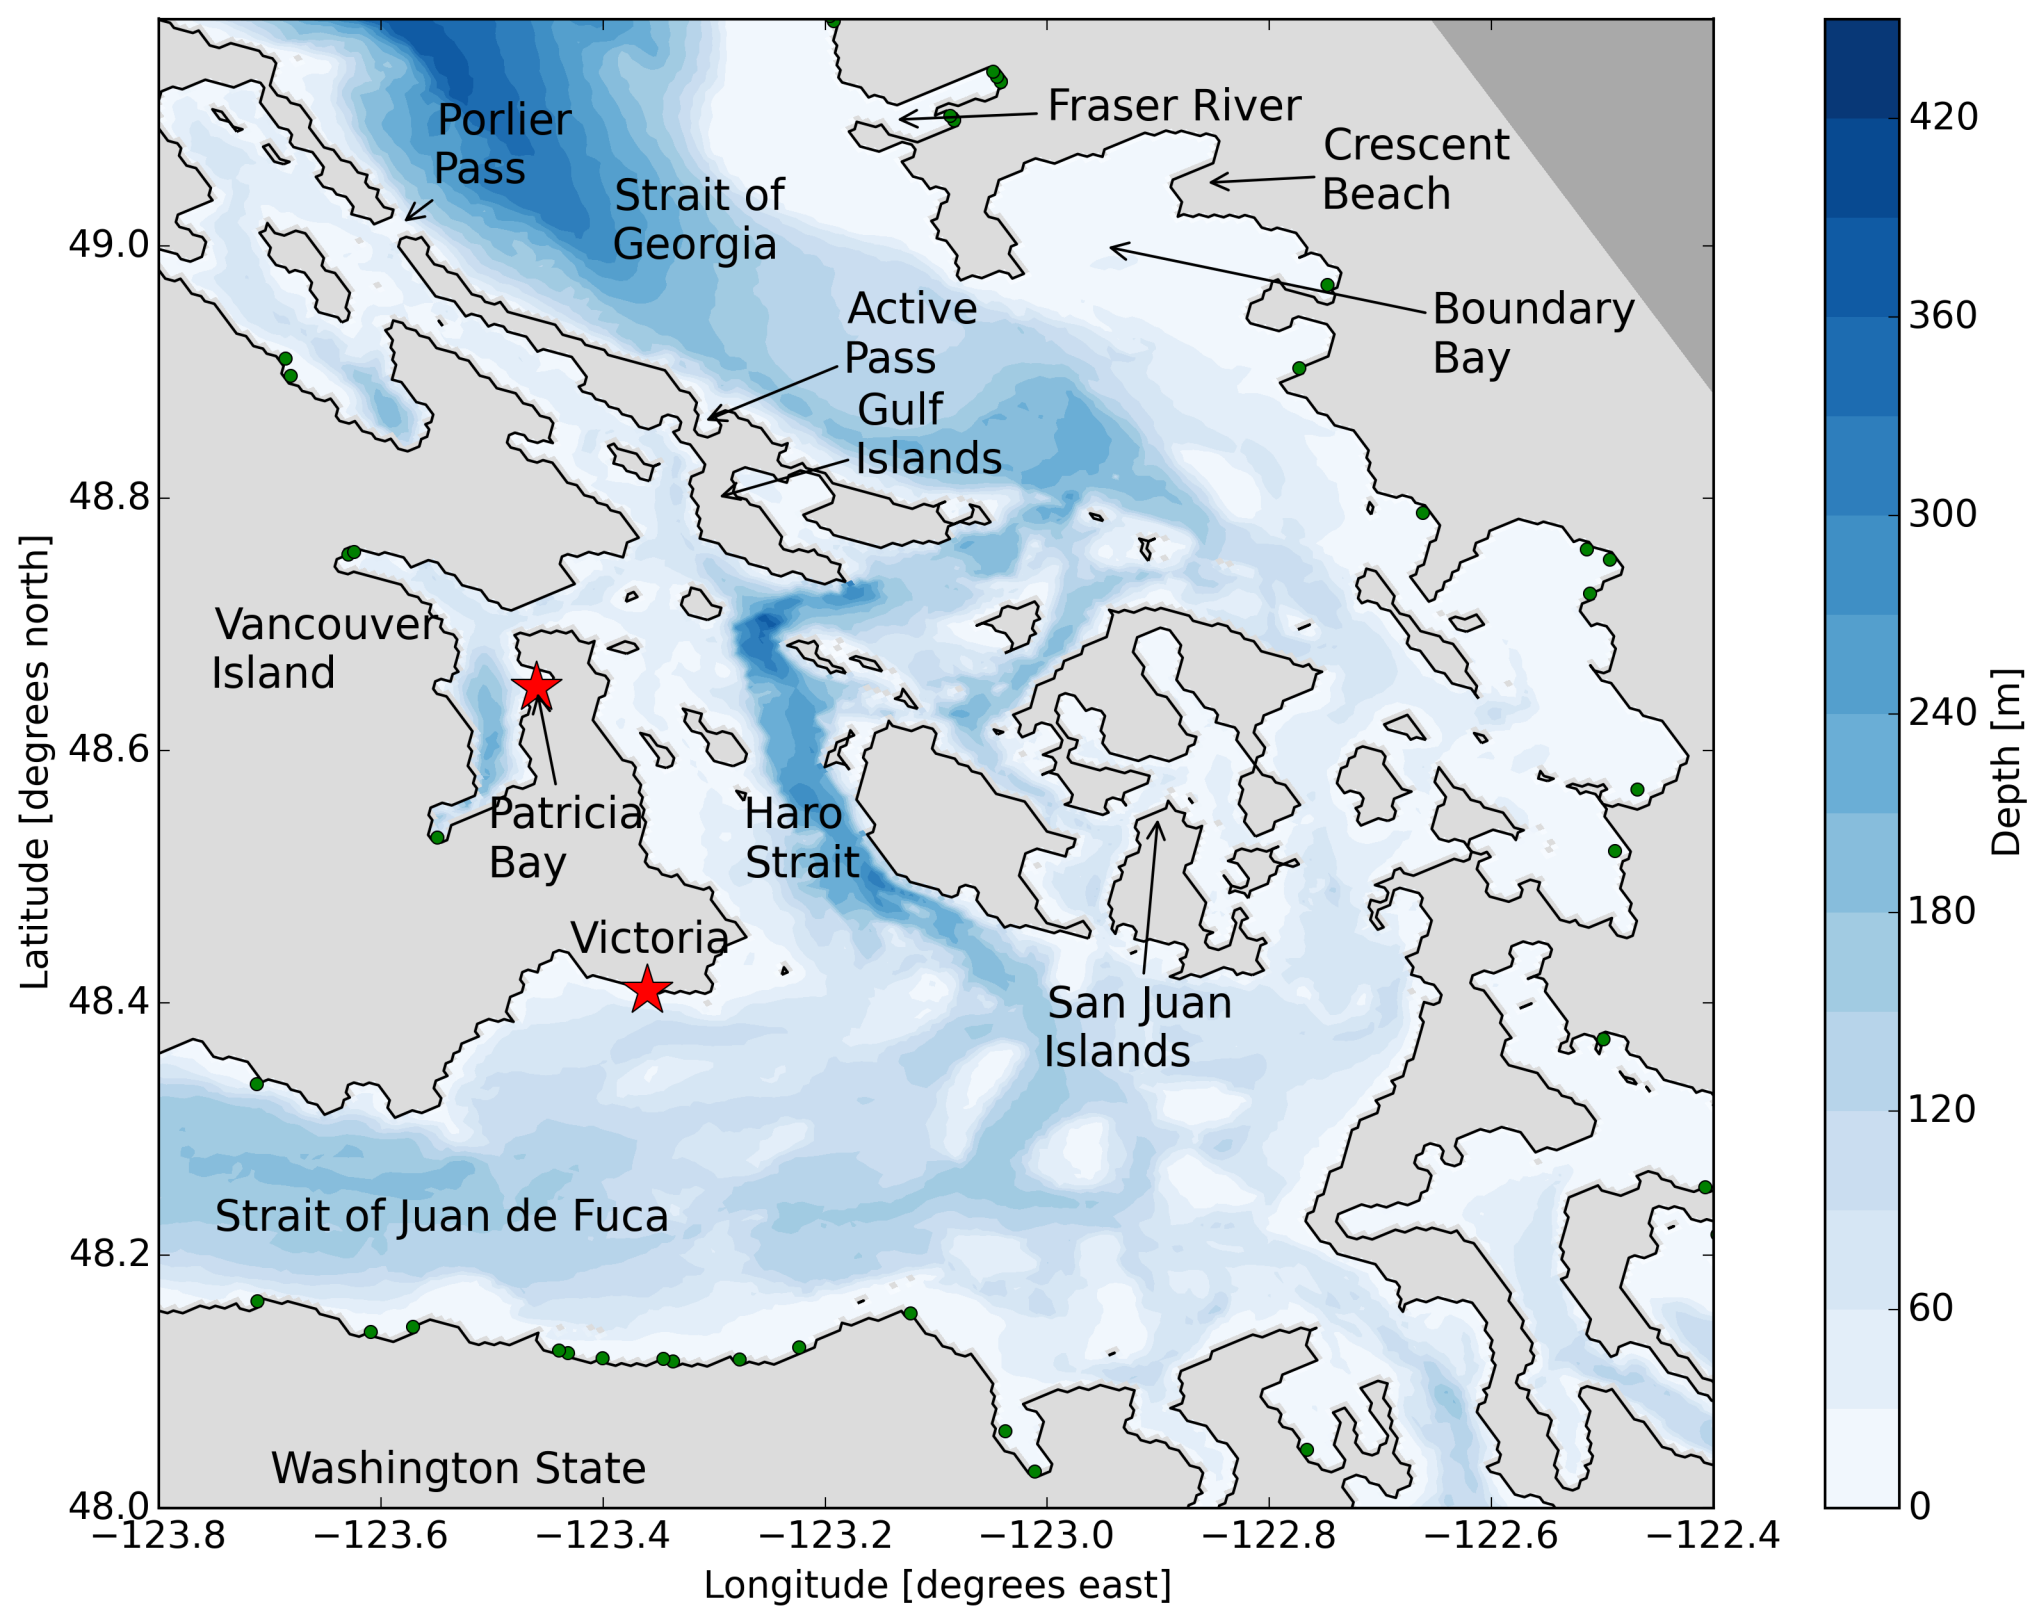 Porlier
Pass
Strait of
Georgia
Fraser River
Crescent
Beach
Boundary
Bay
Active
Pass
Gulf
Islands
Vancouver
Island
Patricia
Bay
Haro
Strait
Victoria
San Juan
Islands
Strait of Juan de Fuca
Washington State
49.0
48.8
48.6
48.4
48.2
48.0
Latitude [degrees north]
−123.8
−123.6
−123.4
−123.2
−123.0
−122.8
−122.6
−122.4
Longitude [degrees east]
420
360
300
240
180
120
60
0
Depth [m]